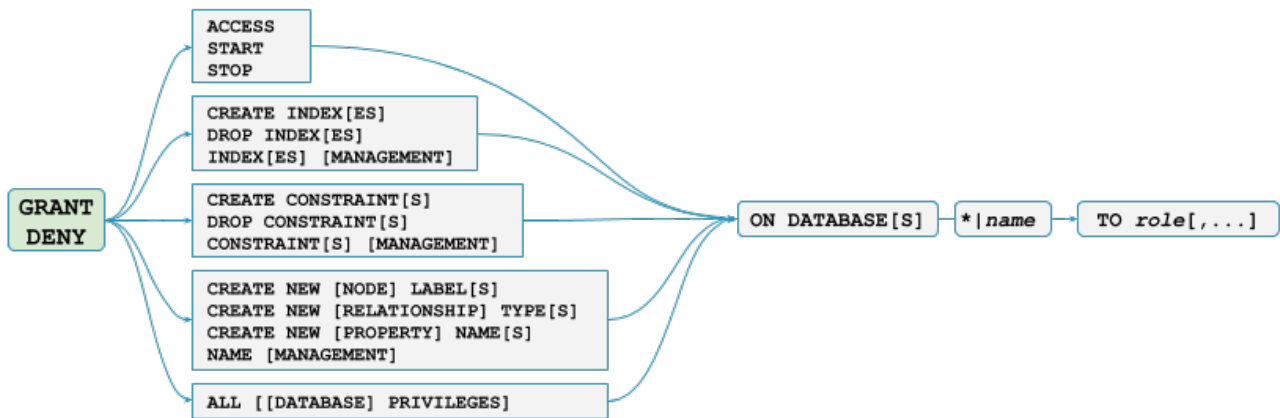 GRANT
DENY
ACCESS
START
STOP
CREATE INDEX[ES]
DROP INDEX[ES]
INDEX[ES] [MANAGEMENT]
CREATE CONSTRAINT[S]
DROP CONSTRAINT[S]
CONSTRAINT[S] [MANAGEMENT]
CREATE NEW [NODE] LABEL[S]
CREATE NEW [RELATIONSHIP] TYPE[S]
CREATE NEW [PROPERTY] NAME[S]
NAME [MANAGEMENT]
ALL [[DATABASE] PRIVILEGES]
ON DATABASE[S]
*|name
TO role[,...]